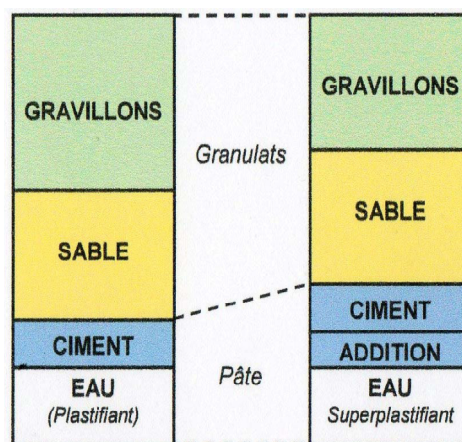 GRAVILLONS
SABLE
CIMENT
EAU
(Plastifiant)
Granulats
Pâte
GRAVILLONS
SABLE
CIMENT
ADDITION
EAU
Superplastifiant